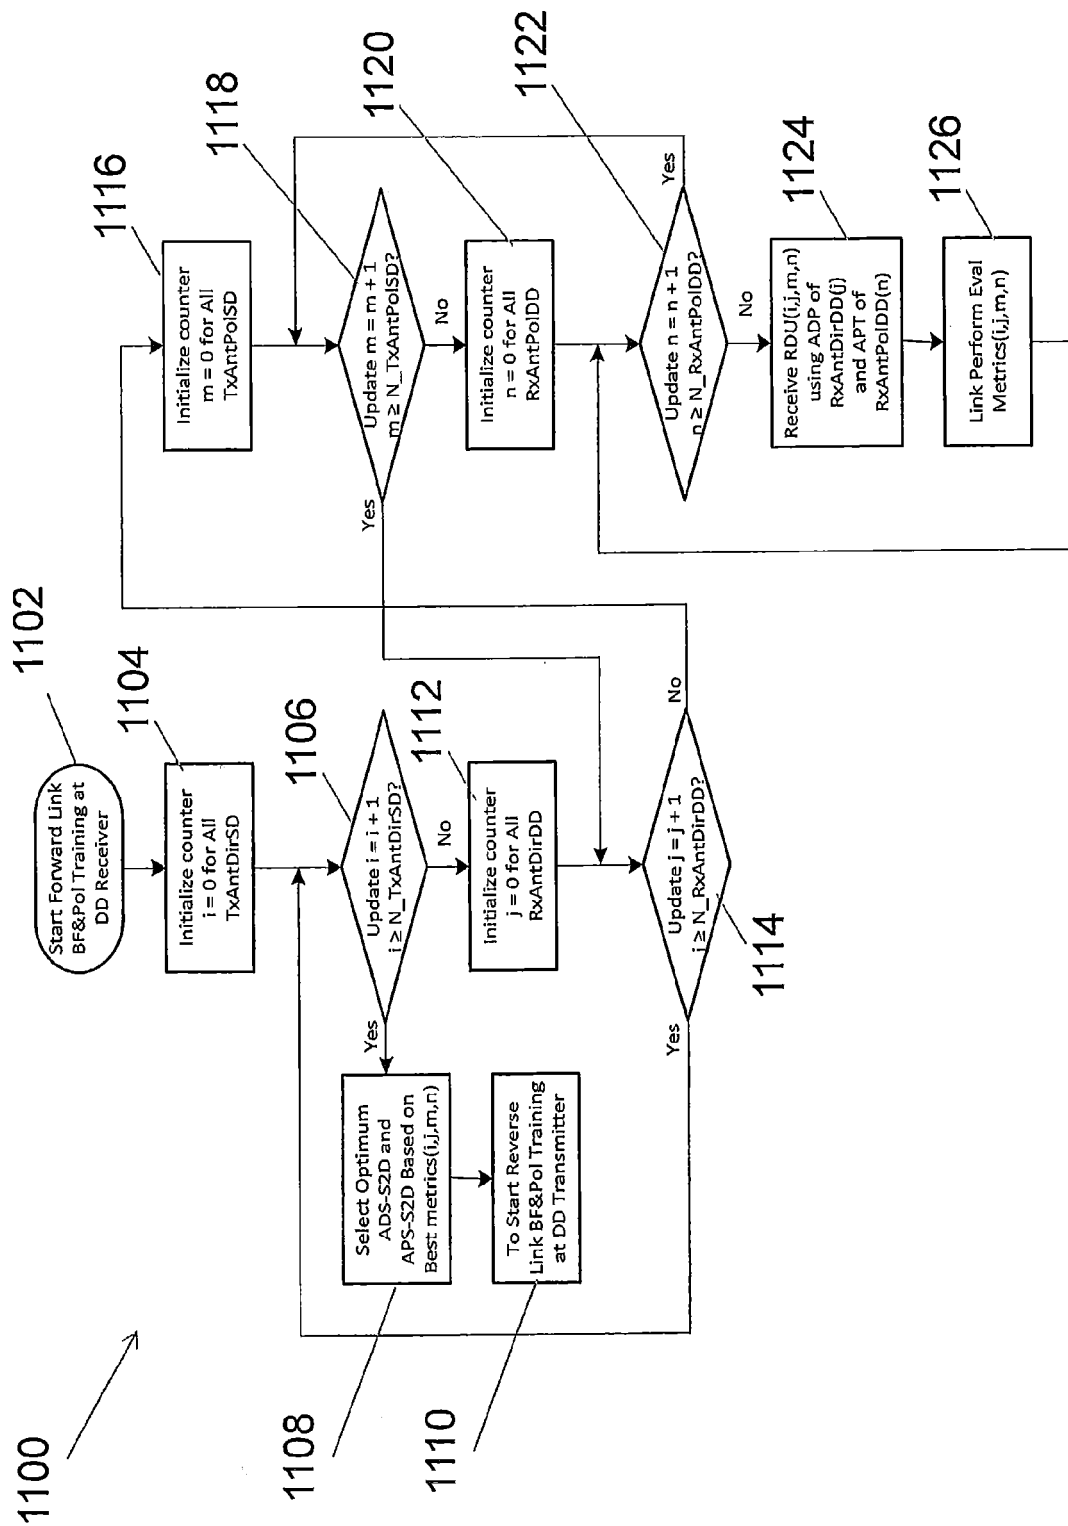 1100
1102
Start Forward Link
BF&Pol Training at
DD Receiver
1104
Initialize counter
i = 0 for All
TxAntDirSD
1106
Update i = i + 1
i ≥ N_TxAntDirSD?
Yes
No
1108
Select Optimum
ADS-S2D and
APS-S2D Based on
Best metrics(i,j,m,n)
1110
To Start Reverse
Link BF&Pol Training
at DD Transmitter
1112
Initialize counter
j = 0 for All
RxAntDirDD
1114
Update j = j + 1
j ≥ N_RxAntDirDD?
Yes
No
1116
Initialize counter
m = 0 for All
TxAntPolSD
1118
Update m = m + 1
m ≥ N_TxAntPolSD?
Yes
No
1120
Initialize counter
n = 0 for All
RxAntPolDD
1122
Update n = n + 1
n ≥ N_RxAntPolDD?
Yes
No
1124
Receive RDU(i,j,m,n)
using ADP of
RxAntDirDD(j)
and APT of
RxAntPolDD(n)
1126
Link Perform Eval
Metrics(i,j,m,n)